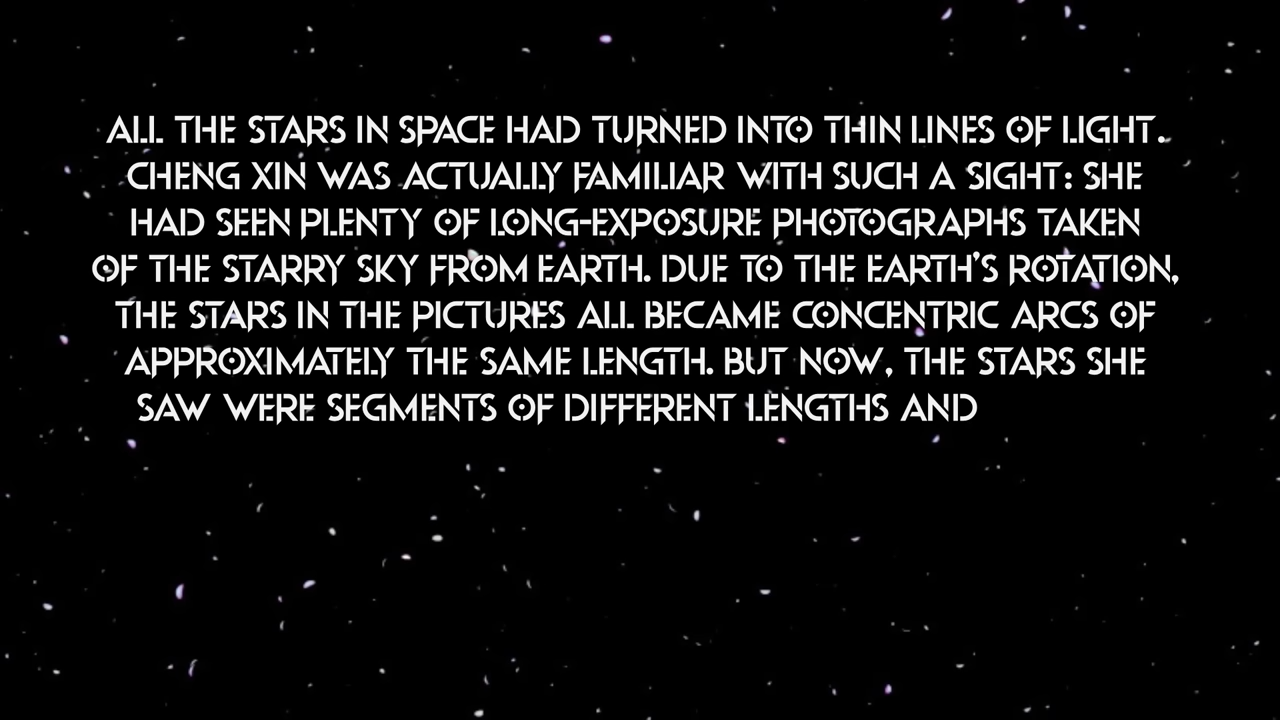 ALL THE STARS IN SPACE HAD TURNED INTO THIN LINES OF LIGHT.
CHENG XIN WAS ACTUALLY FAMILIAR WITH SUCH A SIGHT: SHE
HAD SEEN PLENTY OF LONG-EXPOSURE PHOTOGRAPHS TAKEN
OF THE STARRY SKY FROM EARTH. DUE TO THE EARTH'S ROTATION,
THE STARS IN THE PICTURES ALL BECAME CONCENTRIC ARCS OF
APPROXIMATELY THE SAME LENGTH. BUT NOW, THE STARS SHE
SAW WERE SEGMENTS OF DIFFERENT LENGTHS AND